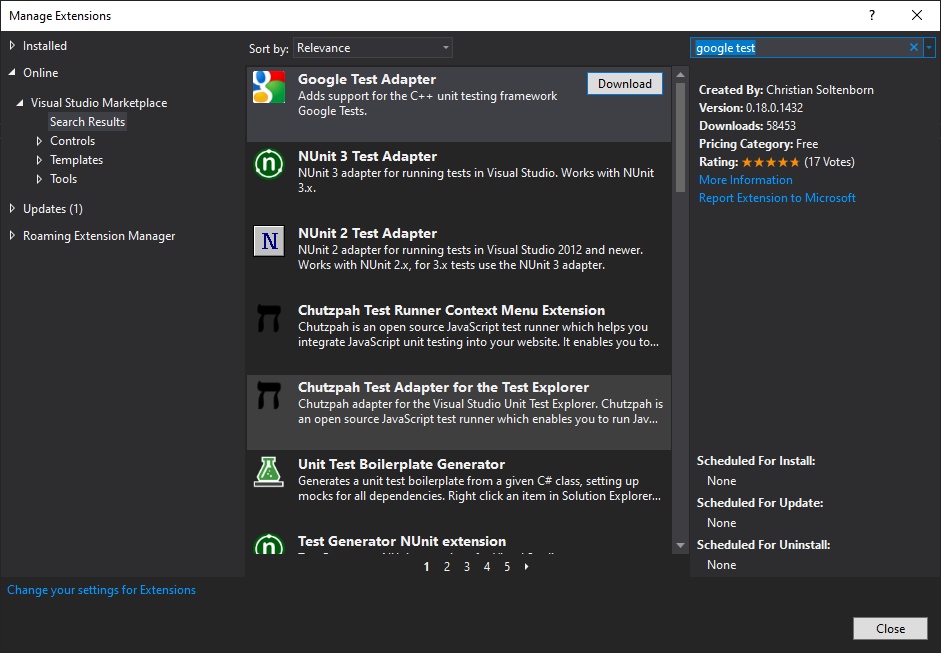 Manage Extensions
?
Installed
Online
Visual Studio Marketplace
Search Results
Controls
Templates
Tools
Updates (1)
Roaming Extension Manager
Change your settings for Extensions
Sort by: Relevance
Google Test Adapter
Download
Adds support for the C++ unit testing framework
Google Tests.
NUnit 3 Test Adapter
NUnit 3 adapter for running tests in Visual Studio. Works with NUnit
3.x.
N
NUnit 2 Test Adapter
NUnit 2 adapter for running tests in Visual Studio 2012 and newer.
Works with NUnit 2.x, for 3.x tests use the NUnit 3 adapter.
Chutzpah Test Runner Context Menu Extension
Chutzpah is an open source JavaScript test runner which helps you
integrate JavaScript unit testing into your website. It enables you to...
Chutzpah Test Adapter for the Test Explorer
Chutzpah adapter for the Visual Studio Unit Test Explorer. Chutzpah is
an open source JavaScript test runner which enables you to run Jav...
Unit Test Boilerplate Generator
Generates a unit test boilerplate from a given C# class, setting up
mocks for all dependencies. Right click an item in Solution Explorer...
Test Generator NUnit extension
1 2 3 4 5
google test
Created By: Christian Soltenborn
Version: 0.18.0.1432
Downloads: 58453
Pricing Category: Free
Rating: ★★★★★ (17 Votes)
More Information
Report Extension to Microsoft
Scheduled For Install:
None
Scheduled For Update:
None
Scheduled For Uninstall:
None
Close